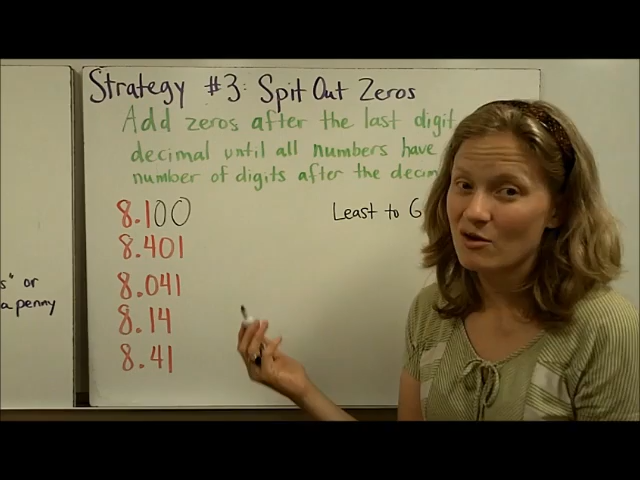 Strategy #3: Spit Out Zeros
Add zeros after the last digit
decimal until all numbers have
number of digits after the decim
8.100
Least to G
8.401
8.041
8.14
8.41
s" or
a penny